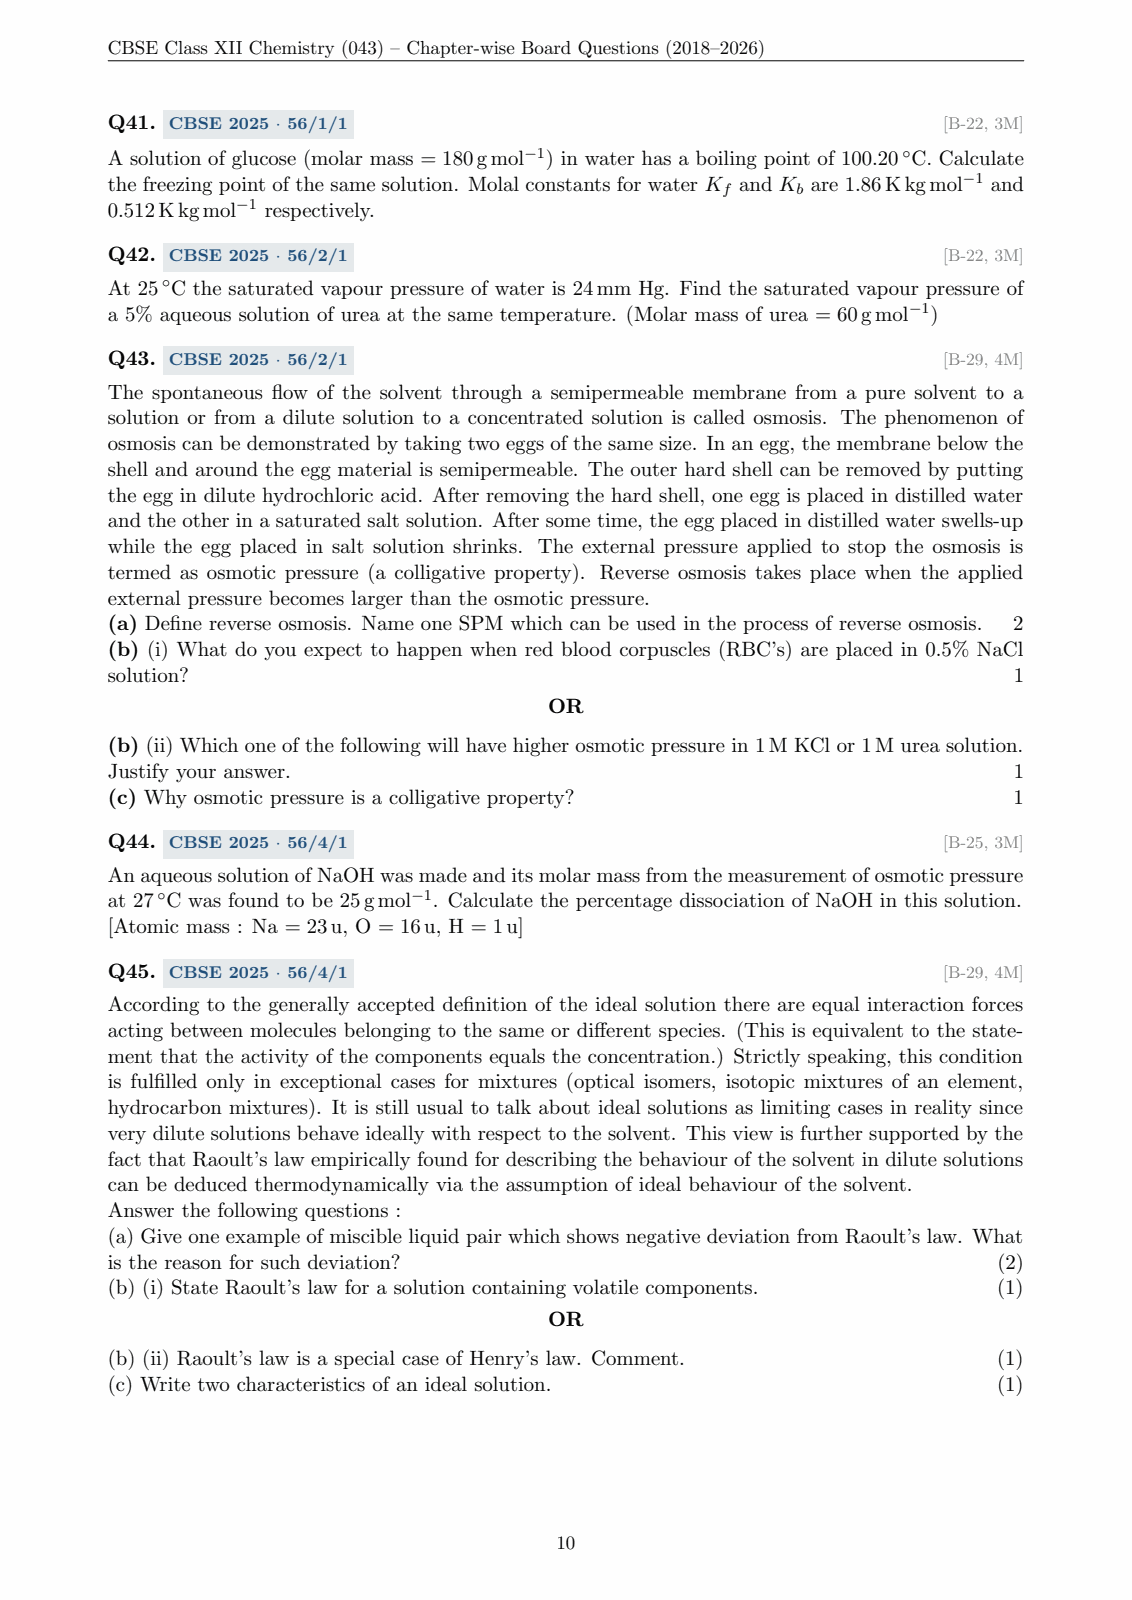 CBSE Class XII Chemistry (043) – Chapter-wise Board Questions (2018–2026)
Q41. CBSE 2025 · 56/1/1 [B-22, 3M]
A solution of glucose (molar mass = 180 g mol⁻¹) in water has a boiling point of 100.20 °C. Calculate
the freezing point of the same solution. Molal constants for water K_f and K_b are 1.86 K kg mol⁻¹ and
0.512 K kg mol⁻¹ respectively.
Q42. CBSE 2025 · 56/2/1 [B-22, 3M]
At 25 °C the saturated vapour pressure of water is 24 mm Hg. Find the saturated vapour pressure of
a 5% aqueous solution of urea at the same temperature. (Molar mass of urea = 60 g mol⁻¹)
Q43. CBSE 2025 · 56/2/1 [B-29, 4M]
The spontaneous flow of the solvent through a semipermeable membrane from a pure solvent to a
solution or from a dilute solution to a concentrated solution is called osmosis. The phenomenon of
osmosis can be demonstrated by taking two eggs of the same size. In an egg, the membrane below the
shell and around the egg material is semipermeable. The outer hard shell can be removed by putting
the egg in dilute hydrochloric acid. After removing the hard shell, one egg is placed in distilled water
and the other in a saturated salt solution. After some time, the egg placed in distilled water swells-up
while the egg placed in salt solution shrinks. The external pressure applied to stop the osmosis is
termed as osmotic pressure (a colligative property). Reverse osmosis takes place when the applied
external pressure becomes larger than the osmotic pressure.
(a) Define reverse osmosis. Name one SPM which can be used in the process of reverse osmosis. 2
(b) (i) What do you expect to happen when red blood corpuscles (RBC's) are placed in 0.5% NaCl
solution? 1
OR
(b) (ii) Which one of the following will have higher osmotic pressure in 1 M KCl or 1 M urea solution.
Justify your answer. 1
(c) Why osmotic pressure is a colligative property? 1
Q44. CBSE 2025 · 56/4/1 [B-25, 3M]
An aqueous solution of NaOH was made and its molar mass from the measurement of osmotic pressure
at 27 °C was found to be 25 g mol⁻¹. Calculate the percentage dissociation of NaOH in this solution.
[Atomic mass : Na = 23 u, O = 16 u, H = 1 u]
Q45. CBSE 2025 · 56/4/1 [B-29, 4M]
According to the generally accepted definition of the ideal solution there are equal interaction forces
acting between molecules belonging to the same or different species. (This is equivalent to the state-
ment that the activity of the components equals the concentration.) Strictly speaking, this condition
is fulfilled only in exceptional cases for mixtures (optical isomers, isotopic mixtures of an element,
hydrocarbon mixtures). It is still usual to talk about ideal solutions as limiting cases in reality since
very dilute solutions behave ideally with respect to the solvent. This view is further supported by the
fact that Raoult's law empirically found for describing the behaviour of the solvent in dilute solutions
can be deduced thermodynamically via the assumption of ideal behaviour of the solvent.
Answer the following questions :
(a) Give one example of miscible liquid pair which shows negative deviation from Raoult's law. What
is the reason for such deviation? (2)
(b) (i) State Raoult's law for a solution containing volatile components. (1)
OR
(b) (ii) Raoult's law is a special case of Henry's law. Comment. (1)
(c) Write two characteristics of an ideal solution. (1)
10